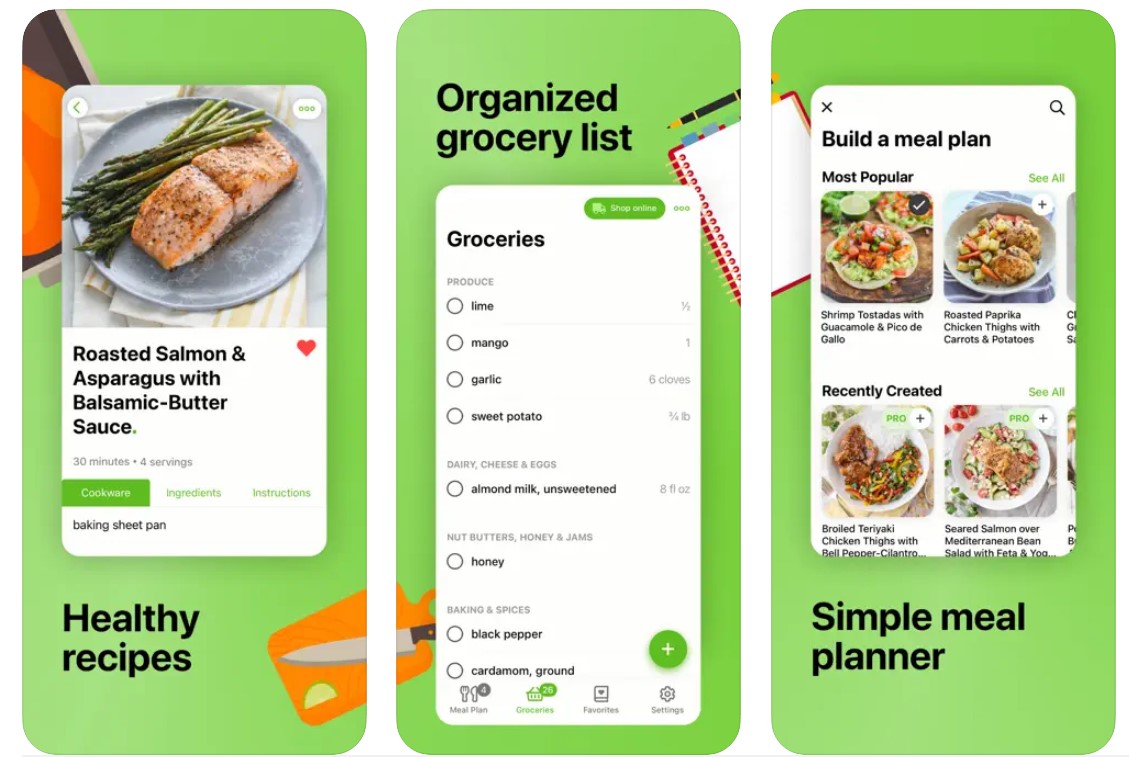 Roasted Salmon &
Asparagus with
Balsamic-Butter
Sauce.
30 minutes • 4 servings
Cookware Ingredients Instructions
baking sheet pan
Healthy
recipes
Organized
grocery list
Shop online
Groceries
PRODUCE
lime ½
mango 1
garlic 6 cloves
sweet potato ¾ lb
DAIRY, CHEESE & EGGS
almond milk, unsweetened 8 fl oz
NUT BUTTERS, HONEY & JAMS
honey
BAKING & SPICES
black pepper
cardamom, ground
4 26
Meal Plan Groceries Favorites Settings
Build a meal plan
Most Popular See All
Shrimp Tostadas with
Guacamole & Pico de
Gallo
Roasted Paprika
Chicken Thighs with
Carrots & Potatoes
Recently Created See All
PRO PRO
Broiled Teriyaki
Chicken Thighs with
Bell Pepper-Cilantro...
Seared Salmon over
Mediterranean Bean
Salad with Feta & Yog...
Simple meal
planner